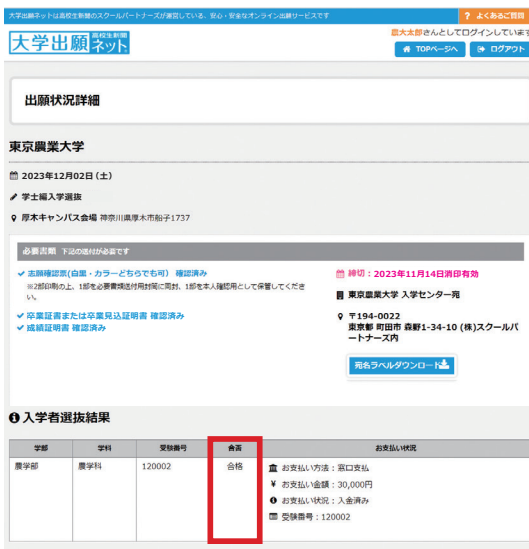 大学出願ネットは高校生新聞のスクールパートナーズが運営している、安心・安全なオンライン出願サービスです
? よくあるご質問
高校生新聞
大学出願ネット
農大太郎さんとしてログインしています
TOPページへ
ログアウト
出願状況詳細
東京農業大学
2023年12月02日(土)
学士編入学選抜
厚木キャンパス会場 神奈川県厚木市船子1737
必要書類 下記の送付が必要です
志願確認票(白黒・カラーどちらでも可) 確認済み
※2部印刷の上、1部を必要書類送付用封筒に同封、1部を本人確認用として保管してくださ
い。
卒業証書または卒業見込証明書 確認済み
成績証明書 確認済み
締切:2023年11月14日消印有効
東京農業大学 入学センター宛
〒194-0022
東京都 町田市 森野1-34-10 (株)スクールパ
ートナーズ内
宛名ラベルダウンロード
入学者選抜結果
学部 学科 受験番号 合否 お支払い状況
農学部 農学科 120002 合格 お支払い方法:窓口支払
¥ お支払い金額:30,000円
お支払い状況:入金済み
受験番号:120002